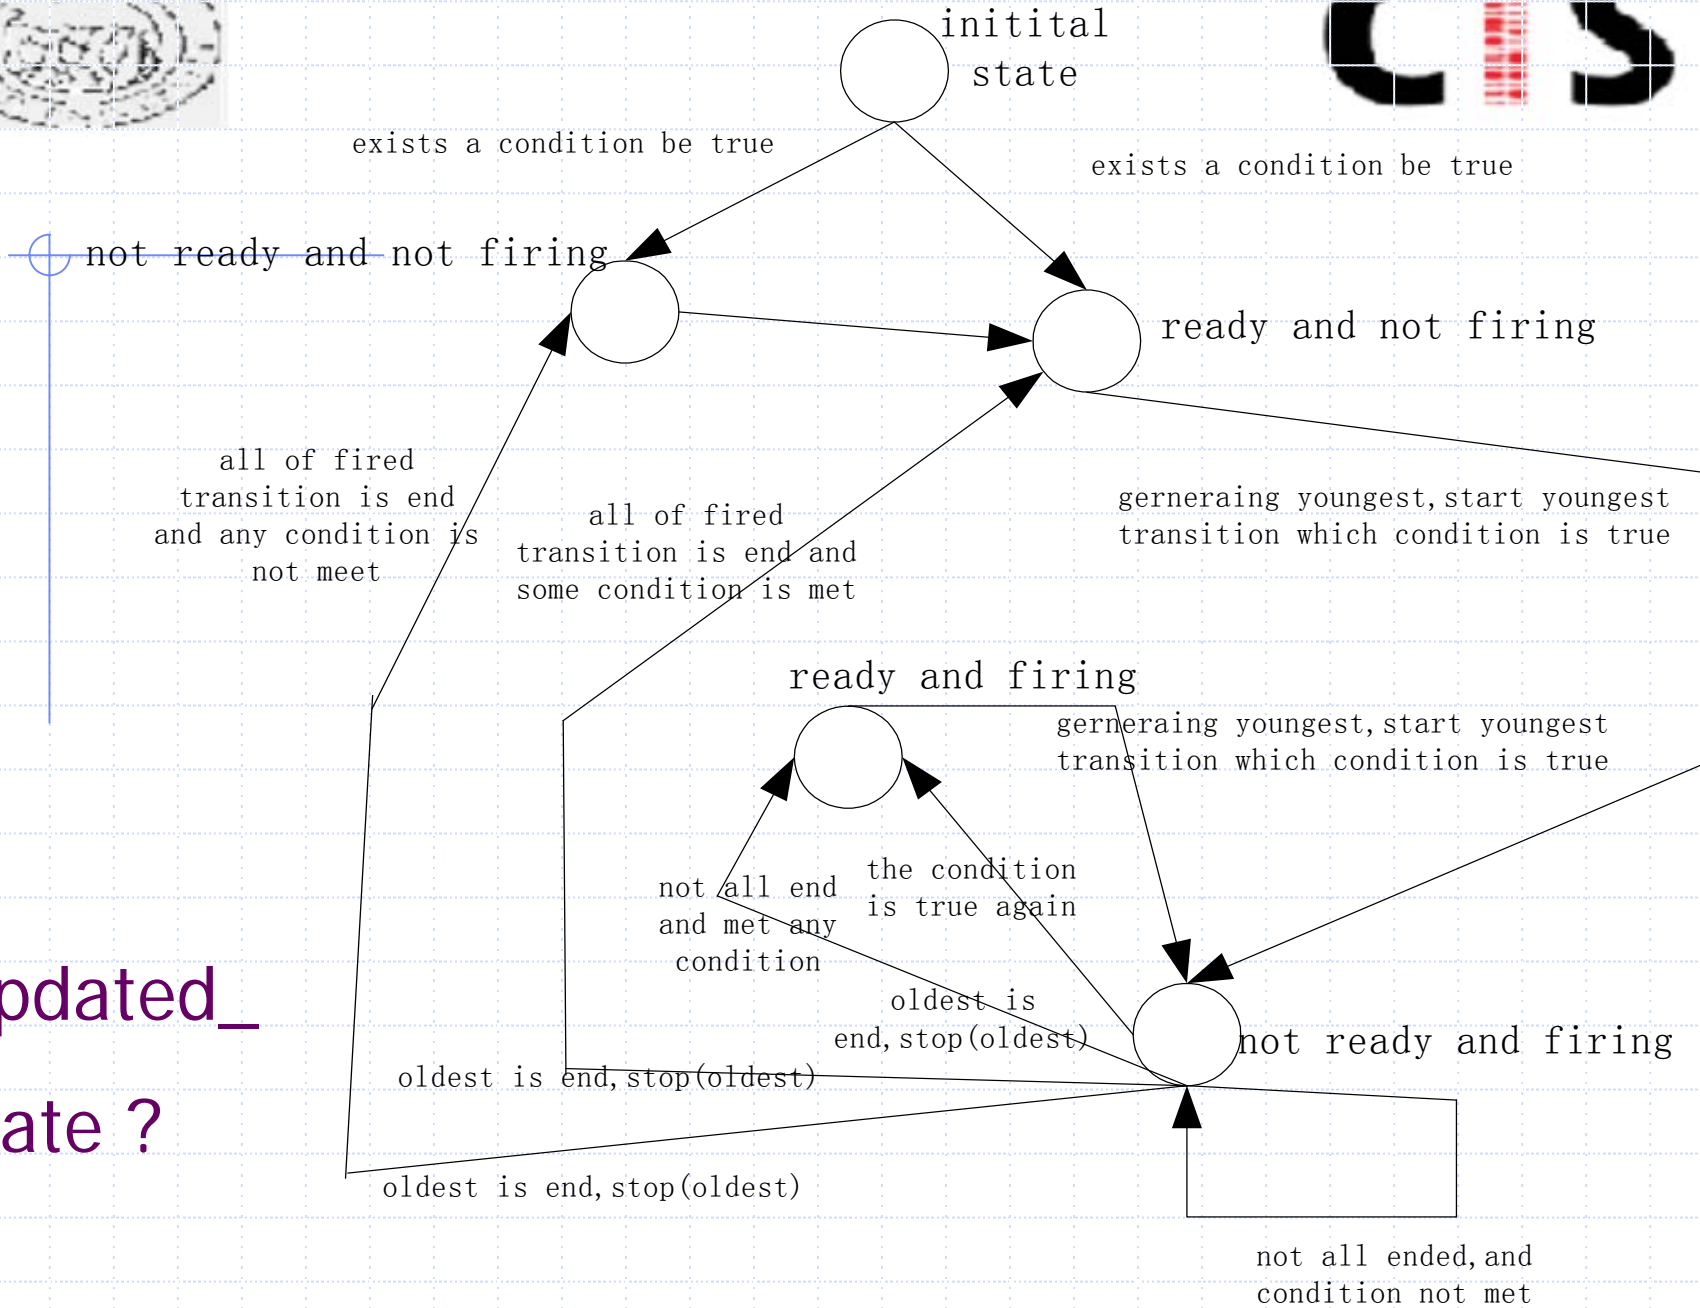 initital
state
CIS
exists a condition be true
exists a condition be true
not ready and not firing
ready and not firing
all of fired
transition is end
and any condition is
not meet
all of fired
transition is end and
some condition is met
gerneraing youngest,start youngest
transition which condition is true
ready and firing
gerneraing youngest,start youngest
transition which condition is true
not all end
and met any
condition
the condition
is true again
pdated_
oldest is
end,stop(oldest)
not ready and firing
oldest is end,stop(oldest)
ate ?
oldest is end,stop(oldest)
not all ended,and
condition not met